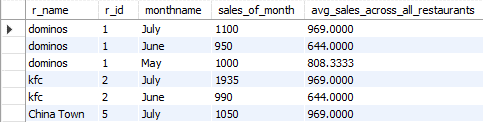 r_name r_id monthname sales_of_month avg_sales_across_all_restaurants
dominos 1 July 1100 969.0000
dominos 1 June 950 644.0000
dominos 1 May 1000 808.3333
kfc 2 July 1935 969.0000
kfc 2 June 990 644.0000
China Town 5 July 1050 969.0000